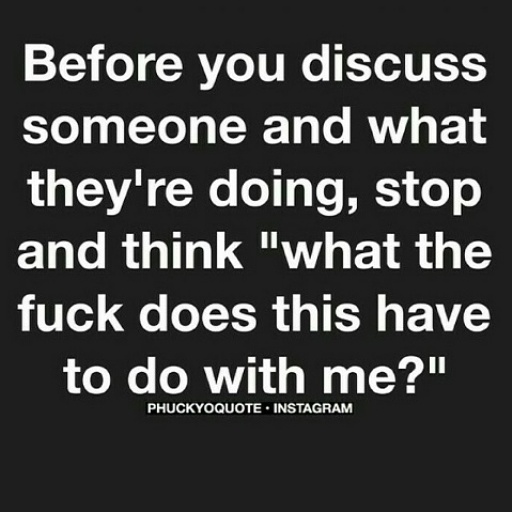 Before you discuss
someone and what
they're doing, stop
and think "what the
fuck does this have
to do with me?"
PHUCKYOQUOTE • INSTAGRAM